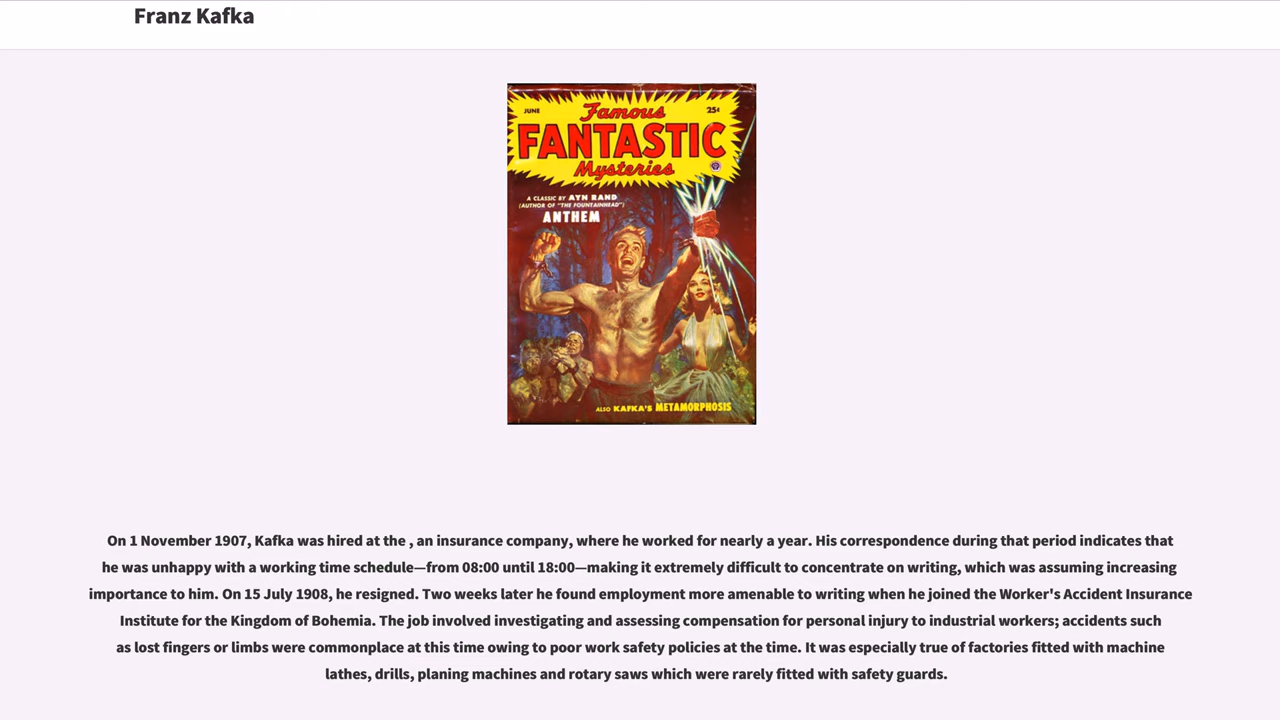 Franz Kafka
JUNE
Famous
25¢
FANTASTIC
Mysteries
A CLASSIC BY AYN RAND
(AUTHOR OF "THE FOUNTAINHEAD")
ANTHEM
ALSO KAFKA'S METAMORPHOSIS
On 1 November 1907, Kafka was hired at the , an insurance company, where he worked for nearly a year. His correspondence during that period indicates that
he was unhappy with a working time schedule—from 08:00 until 18:00—making it extremely difficult to concentrate on writing, which was assuming increasing
importance to him. On 15 July 1908, he resigned. Two weeks later he found employment more amenable to writing when he joined the Worker's Accident Insurance
Institute for the Kingdom of Bohemia. The job involved investigating and assessing compensation for personal injury to industrial workers; accidents such
as lost fingers or limbs were commonplace at this time owing to poor work safety policies at the time. It was especially true of factories fitted with machine
lathes, drills, planing machines and rotary saws which were rarely fitted with safety guards.